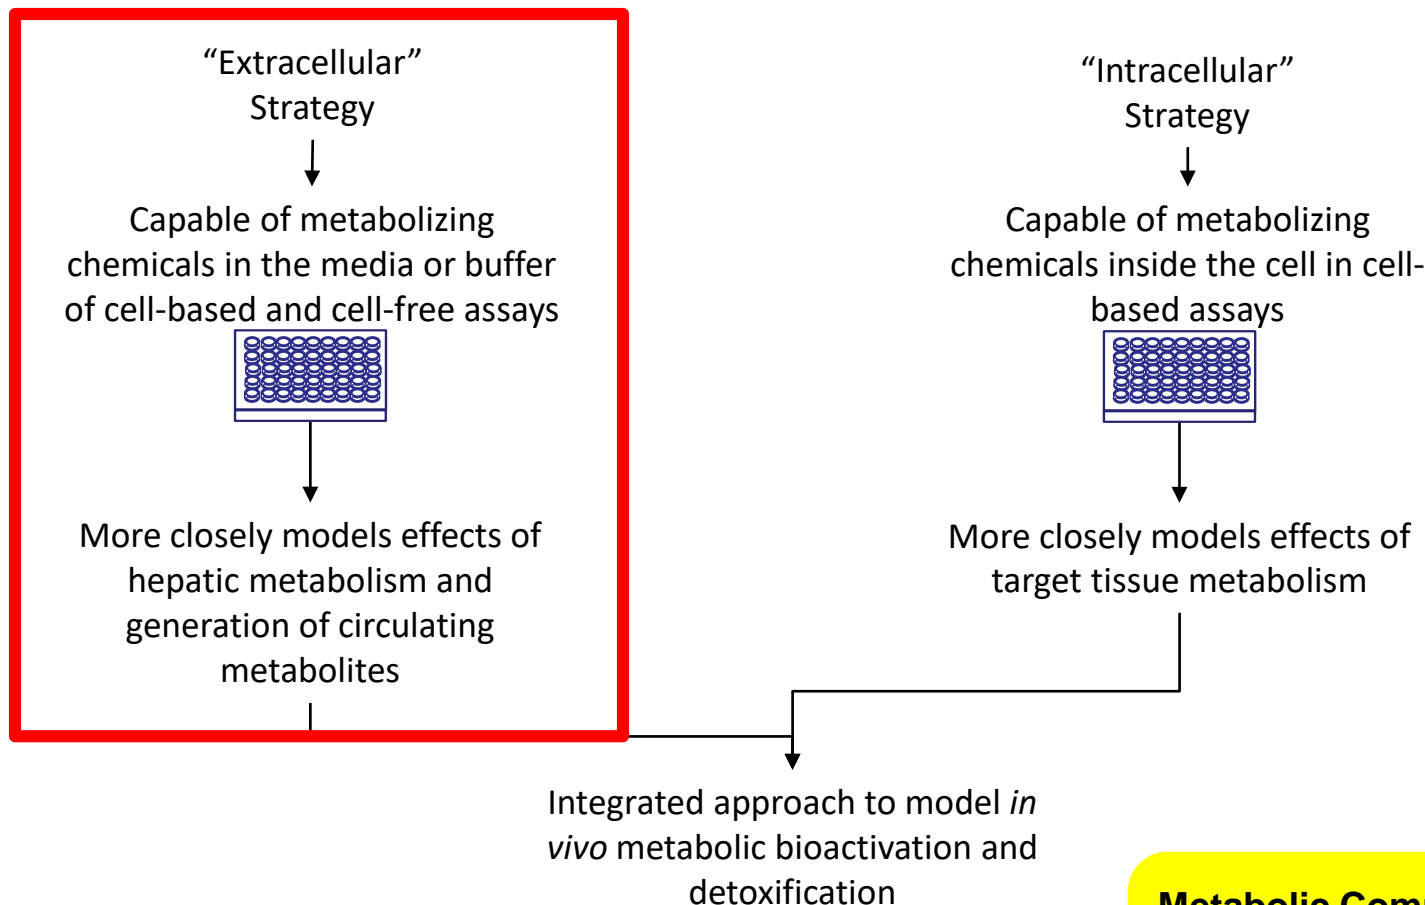 “Extracellular”
Strategy
Capable of metabolizing
chemicals in the media or buffer
of cell-based and cell-free assays
More closely models effects of
hepatic metabolism and
generation of circulating
metabolites
“Intracellular”
Strategy
Capable of metabolizing
chemicals inside the cell in cell-
based assays
More closely models effects of
target tissue metabolism
Integrated approach to model in
vivo metabolic bioactivation and
detoxification
Metabolic